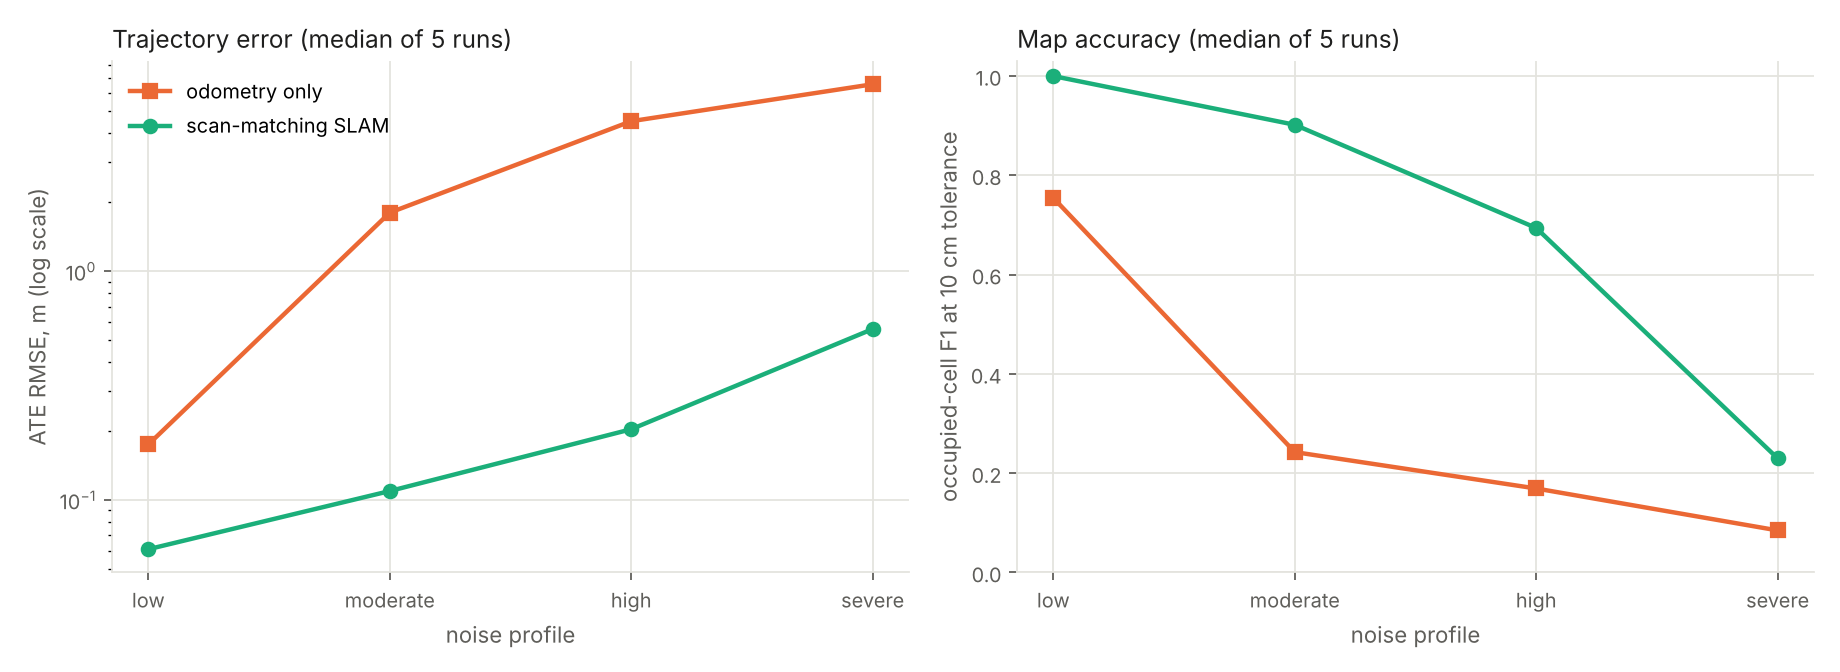 Trajectory error (median of 5 runs)
odometry only
scan-matching SLAM
ATE RMSE, m (log scale)
10⁰
10⁻¹
low
moderate
high
severe
noise profile
Map accuracy (median of 5 runs)
occupied-cell F1 at 10 cm tolerance
1.0
0.8
0.6
0.4
0.2
0.0
low
moderate
high
severe
noise profile